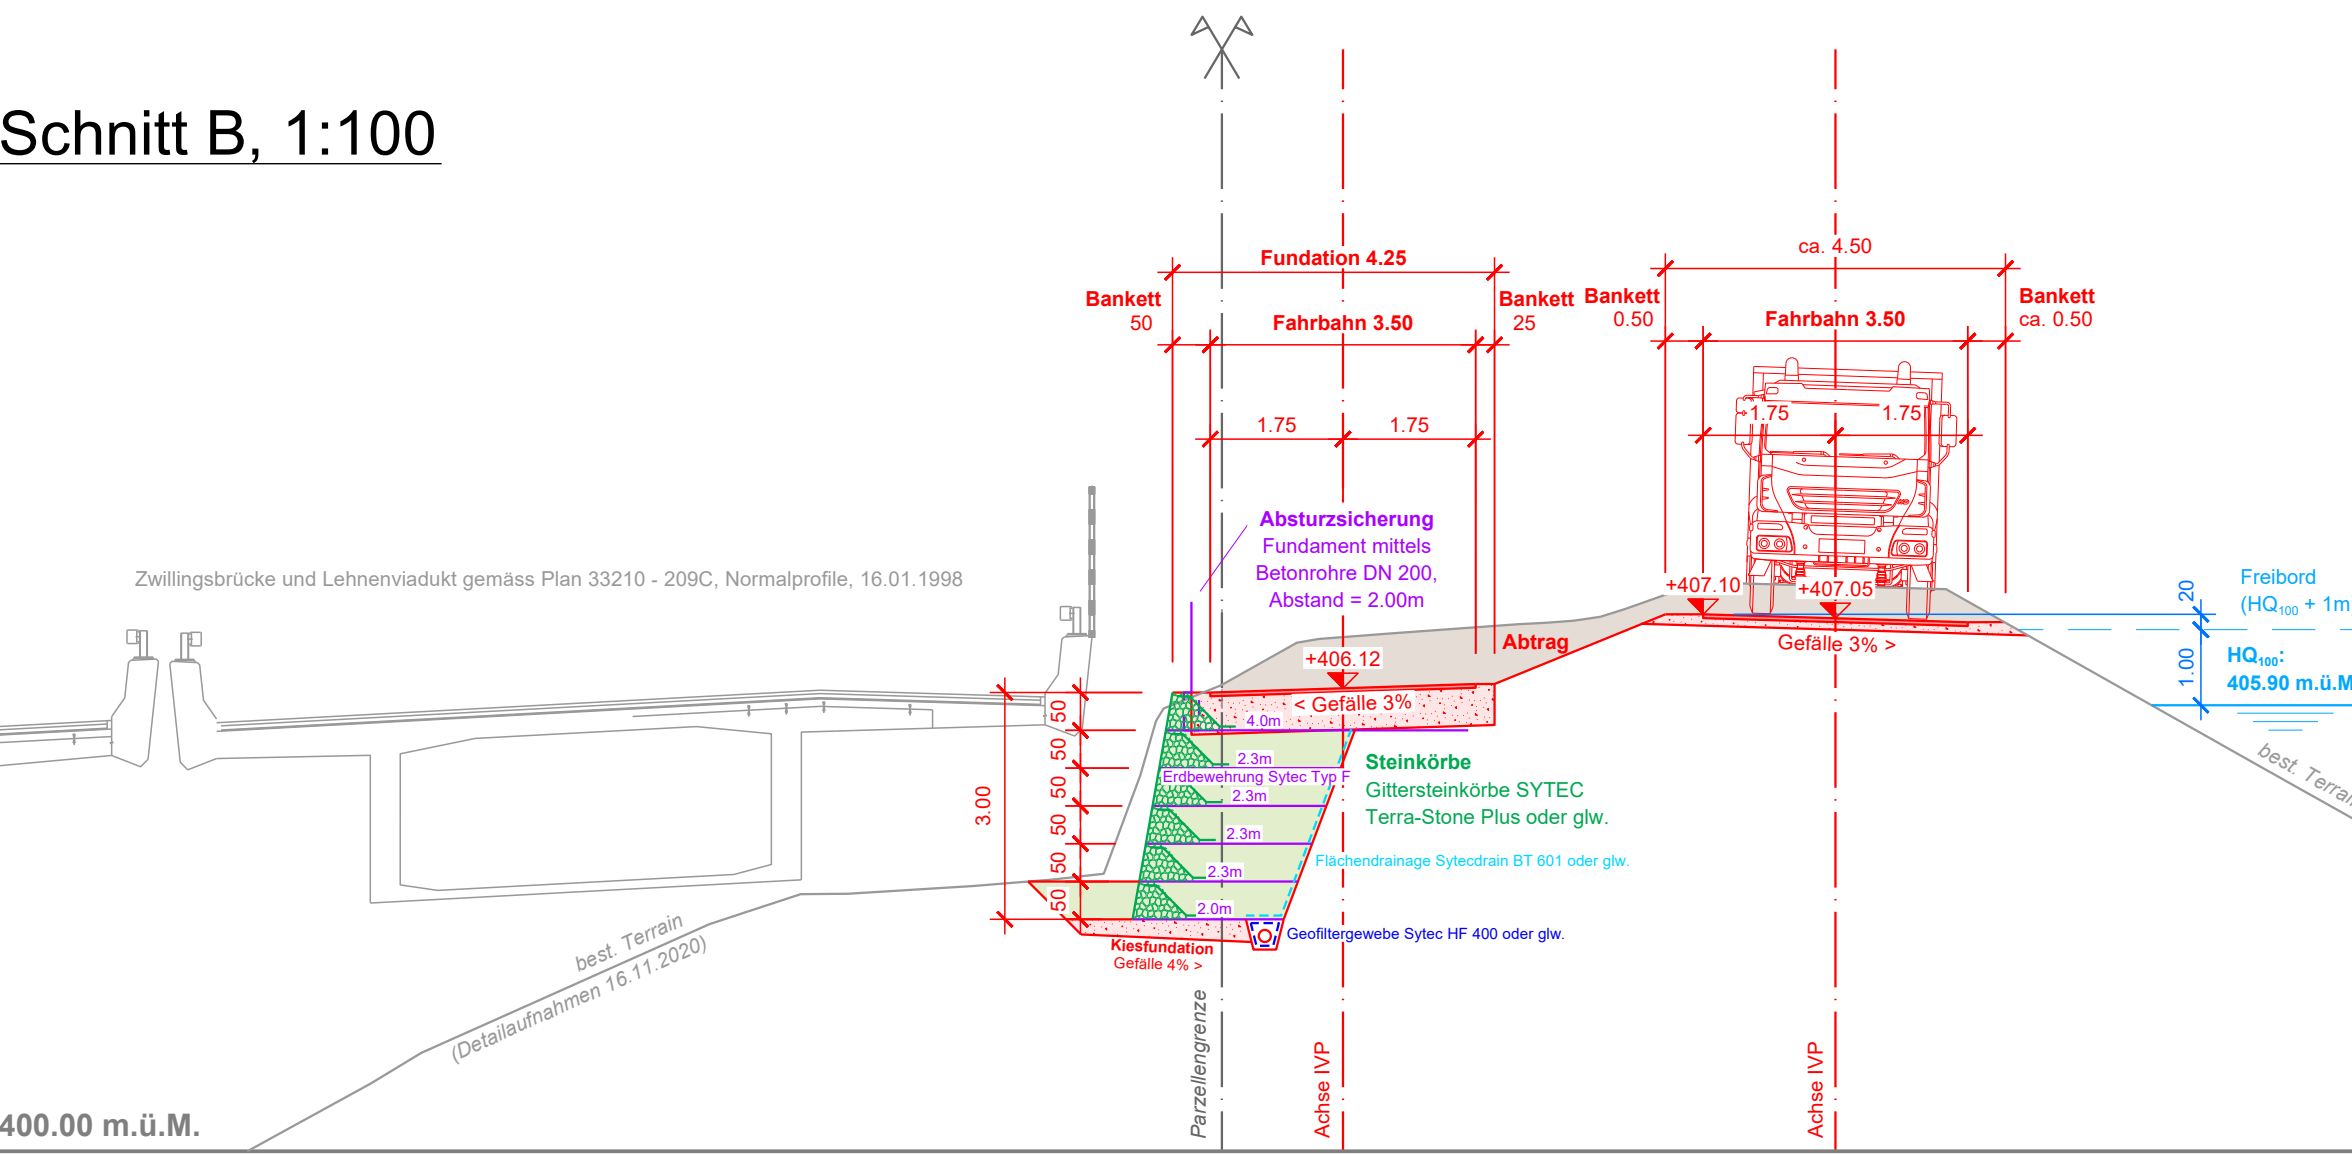 Schnitt B, 1:100
Fundation 4.25
ca. 4.50
Bankett
50
Fahrbahn 3.50
Bankett
25
Bankett
0.50
Fahrbahn 3.50
Bankett
ca. 0.50
1.75
1.75
1.75
1.75
Absturzsicherung
Fundament mittels
Betonrohre DN 200,
Abstand = 2.00m
Zwillingsbrücke und Lehnenviadukt gemäss Plan 33210 - 209C, Normalprofile, 16.01.1998
+407.10
+407.05
20
Freibord
(HQ100 + 1m
Abtrag
Gefälle 3% >
+406.12
< Gefälle 3%
1.00
HQ100:
405.90 m.ü.M
best. Terrain
3.00
50
50
50
50
50
50
4.0m
2.3m
Erdbewehrung Sytec Typ F
2.3m
2.3m
2.3m
2.0m
Steinkörbe
Gittersteinkörbe SYTEC
Terra-Stone Plus oder glw.
Flächendrainage Sytecdrain BT 601 oder glw.
Geofiltergewebe Sytec HF 400 oder glw.
Kiesfundation
Gefälle 4% >
best. Terrain
(Detailaufnahmen 16.11.2020)
Parzellengrenze
Achse IVP
Achse IVP
400.00 m.ü.M.